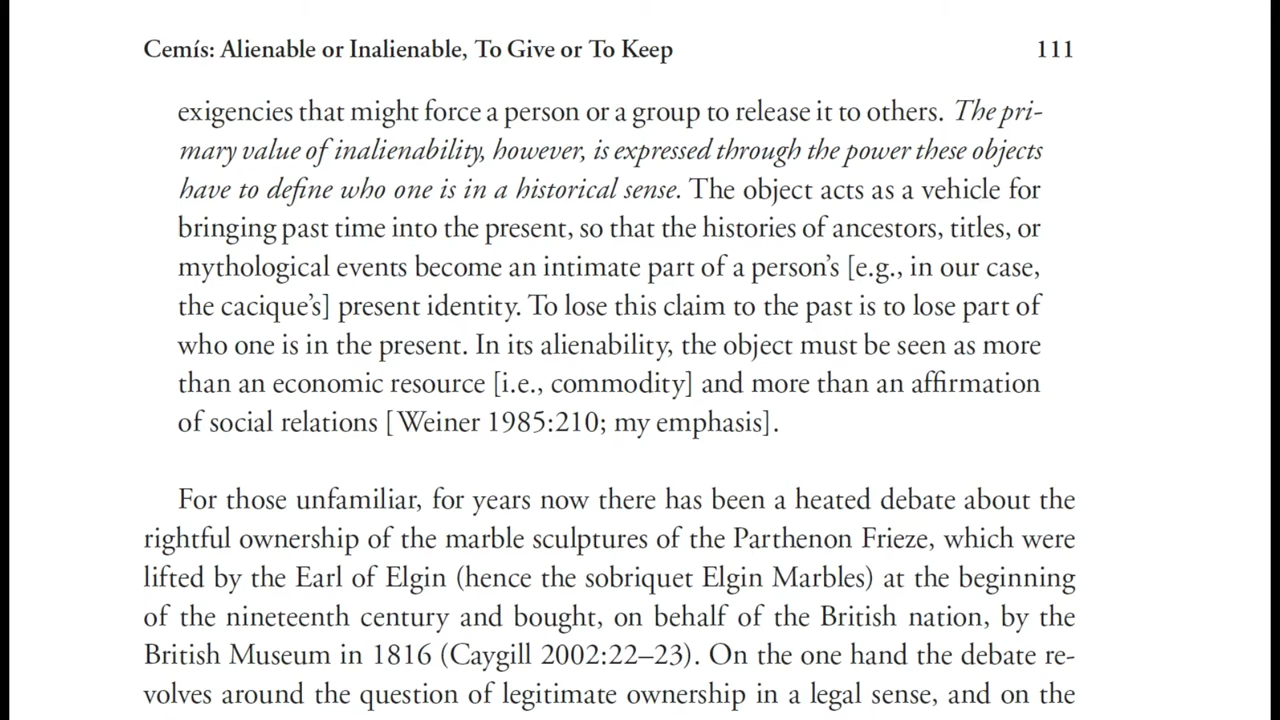 Cemís: Alienable or Inalienable, To Give or To Keep 111
exigencies that might force a person or a group to release it to others. The pri-
mary value of inalienability, however, is expressed through the power these objects
have to define who one is in a historical sense. The object acts as a vehicle for
bringing past time into the present, so that the histories of ancestors, titles, or
mythological events become an intimate part of a person’s [e.g., in our case,
the cacique’s] present identity. To lose this claim to the past is to lose part of
who one is in the present. In its alienability, the object must be seen as more
than an economic resource [i.e., commodity] and more than an affirmation
of social relations [Weiner 1985:210; my emphasis].
For those unfamiliar, for years now there has been a heated debate about the
rightful ownership of the marble sculptures of the Parthenon Frieze, which were
lifted by the Earl of Elgin (hence the sobriquet Elgin Marbles) at the beginning
of the nineteenth century and bought, on behalf of the British nation, by the
British Museum in 1816 (Caygill 2002:22–23). On the one hand the debate re-
volves around the question of legitimate ownership in a legal sense, and on the